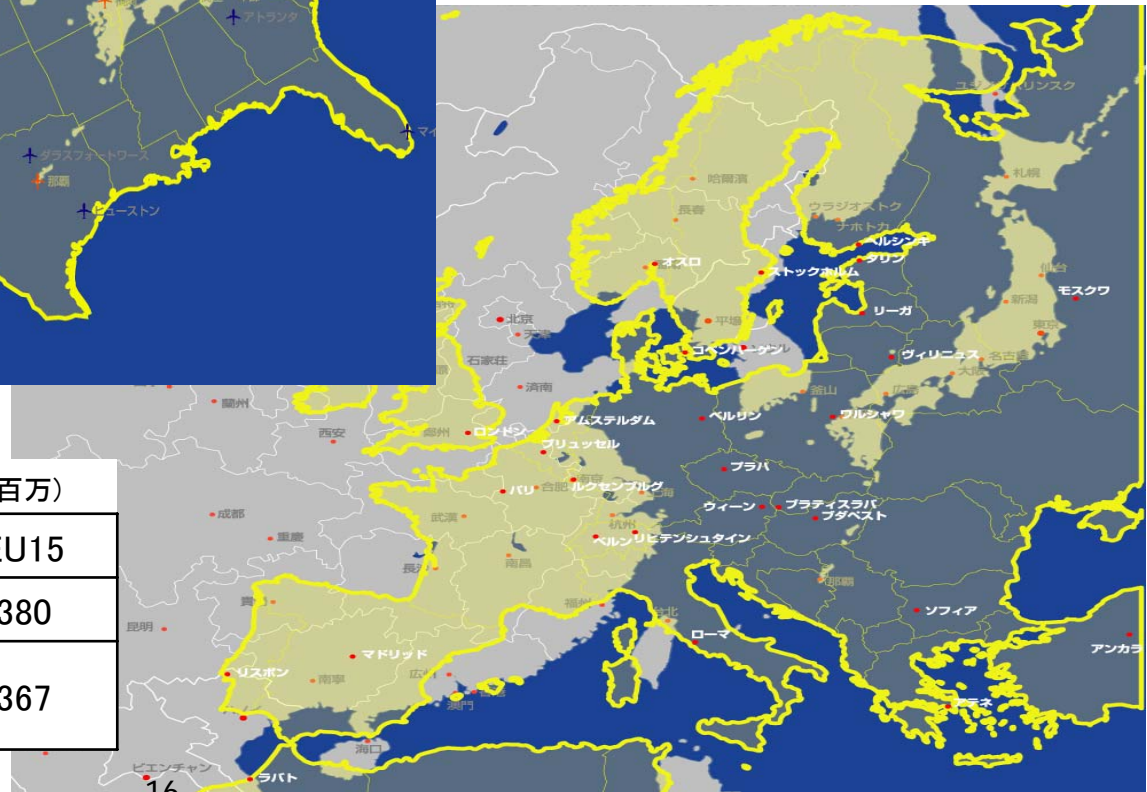 アトランタ
マイ
グラスフォートワース
那覇
ヒューストン
ユジノサハリンスク
哈爾濱
札幌
長春
ウラジオストク
ナホトカ
ヘルシンキ
オスロ
タリン
ストックホルム
仙台
モスクワ
新潟
北京
平壌
リーガ
天津
東京
石家荘
コペンハーゲン
ヴィリニュス
名古屋
大阪
済南
釜山
広島
蘭州
ベルリン
ワルシャワ
アムステルダム
西安
鄭州
ロンドン
ブリュッセル
プラハ
百万)
パリ
合肥
南京
ルクセンブルグ
上海
成都
武漢
ウィーン
ブラティスラバ
ブダペスト
EU15
重慶
杭州
ベルン
リヒテンシュタイン
南昌
長沙
那覇
380
貴陽
福州
台北
ソフィア
昆明
ローマ
アンカラ
マドリッド
367
リスボン
南寧
広州
香港
澳門
アテネ
海口
ビエンチャン
ラバト
16